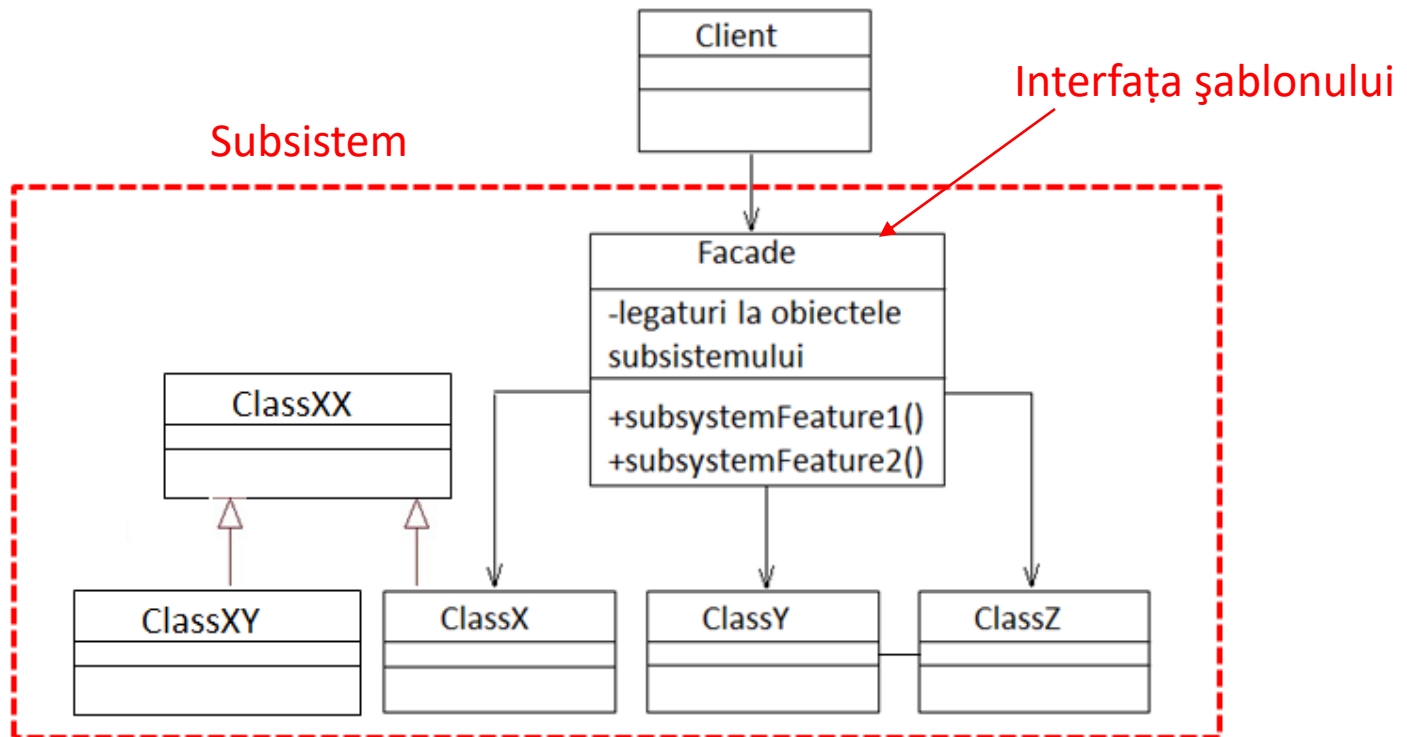 Client
Interfața şablonului
Subsistem
Facade
-legaturi la obiectele
subsistemului
+subsystemFeature1()
+subsystemFeature2()
ClassXX
ClassXY
ClassX
ClassY
ClassZ